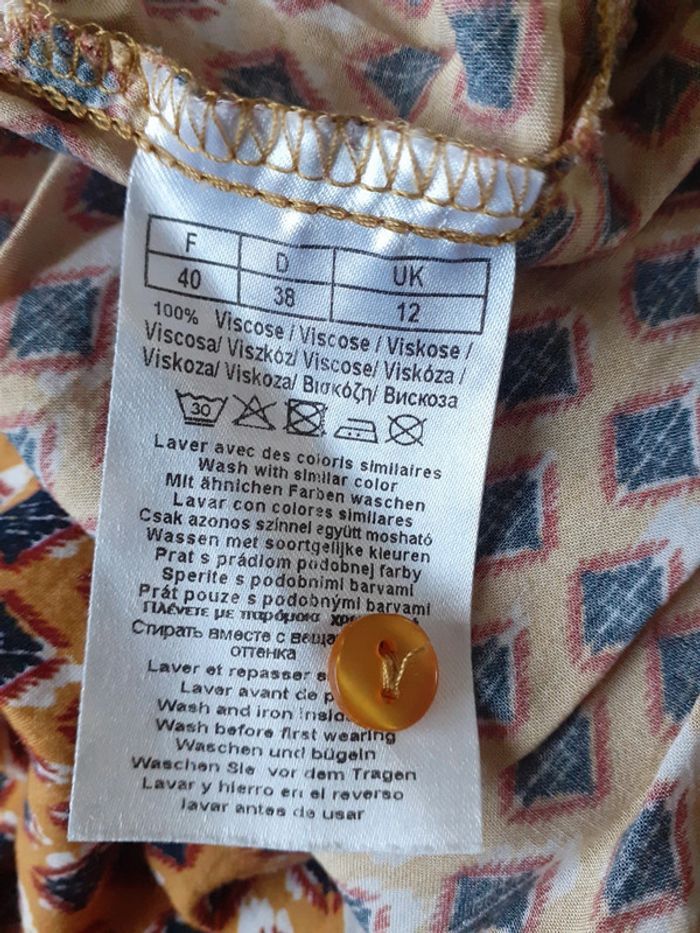 F D UK
40 38 12
100% Viscose / Viscose / Viskose /
Viscosa/ Viszkóz/ Viscose/ Viskóza /
Viskoza/ Viskoza/ Βισκόζη/ Вискоза
30
Laver avec des coloris similaires
Wash with similar color
Mit ähnlichen Farben waschen
Lavar con colores similares
Csak azonos színnel együtt mosható
Wassen met soortgelijke kleuren
Prat s prádlom podobnej farby
Sperite s podobnimi barvami
Prát pouze s podobnými barvami
Πλένετε με παρόμοια
Стирать вместе с
оттенка
Laver et repasser
Laver avant de
Wash and iron
Wash before first wearing
Waschen und bügeln
Waschen Sie vor dem Tragen
Lavar y hierro en el reverso
lavar antes de usar